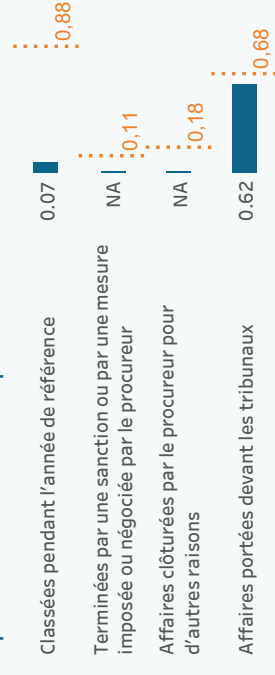 Classées pendant l'année de référence
0.07
0,88
Terminées par une sanction ou par une mesure
imposée ou négociée par le procureur
NA
0,11
Affaires clôturées par le procureur pour
d'autres raisons
NA
0,18
Affaires portées devant les tribunaux
0.62
0,68